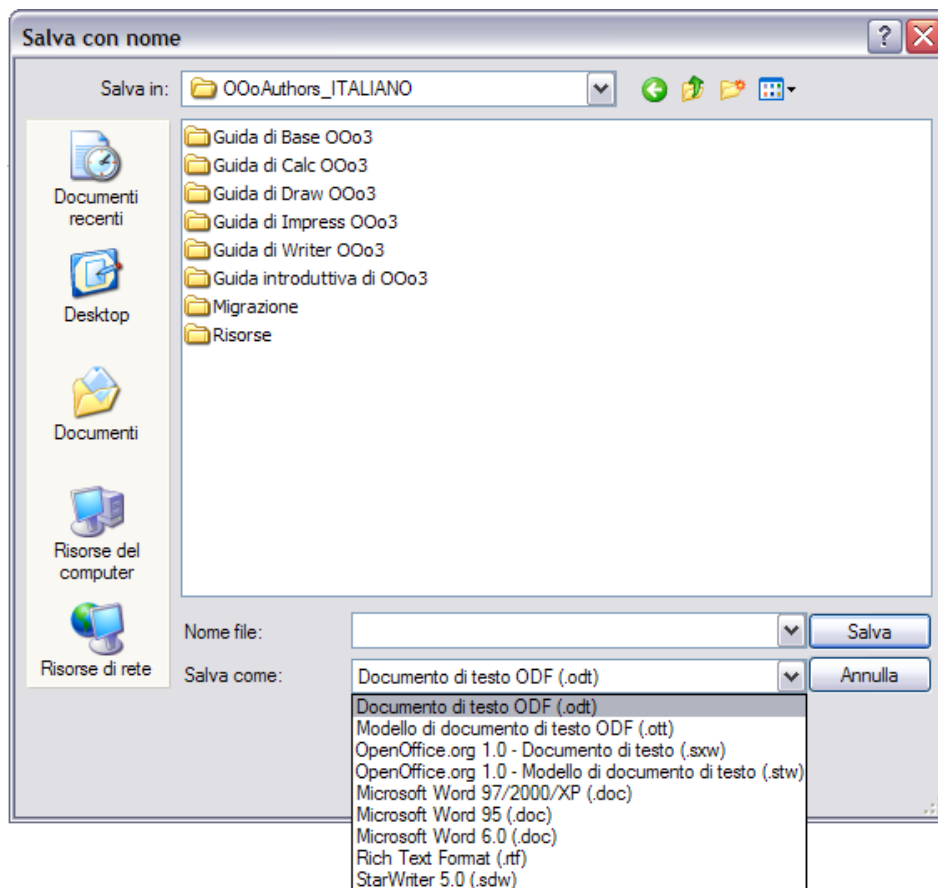 Salva con nome
Salva in:
OOoAuthors_ITALIANO
Documenti
recenti
Desktop
Documenti
Risorse del
computer
Risorse di rete
Guida di Base OOo3
Guida di Calc OOo3
Guida di Draw OOo3
Guida di Impress OOo3
Guida di Writer OOo3
Guida introduttiva di OOo3
Migrazione
Risorse
Nome file:
Salva
Salva come:
Documento di testo ODF (.odt)
Annulla
Documento di testo ODF (.odt)
Modello di documento di testo ODF (.ott)
OpenOffice.org 1.0 - Documento di testo (.sxw)
OpenOffice.org 1.0 - Modello di documento di testo (.stw)
Microsoft Word 97/2000/XP (.doc)
Microsoft Word 95 (.doc)
Microsoft Word 6.0 (.doc)
Rich Text Format (.rtf)
StarWriter 5.0 (.sdw)